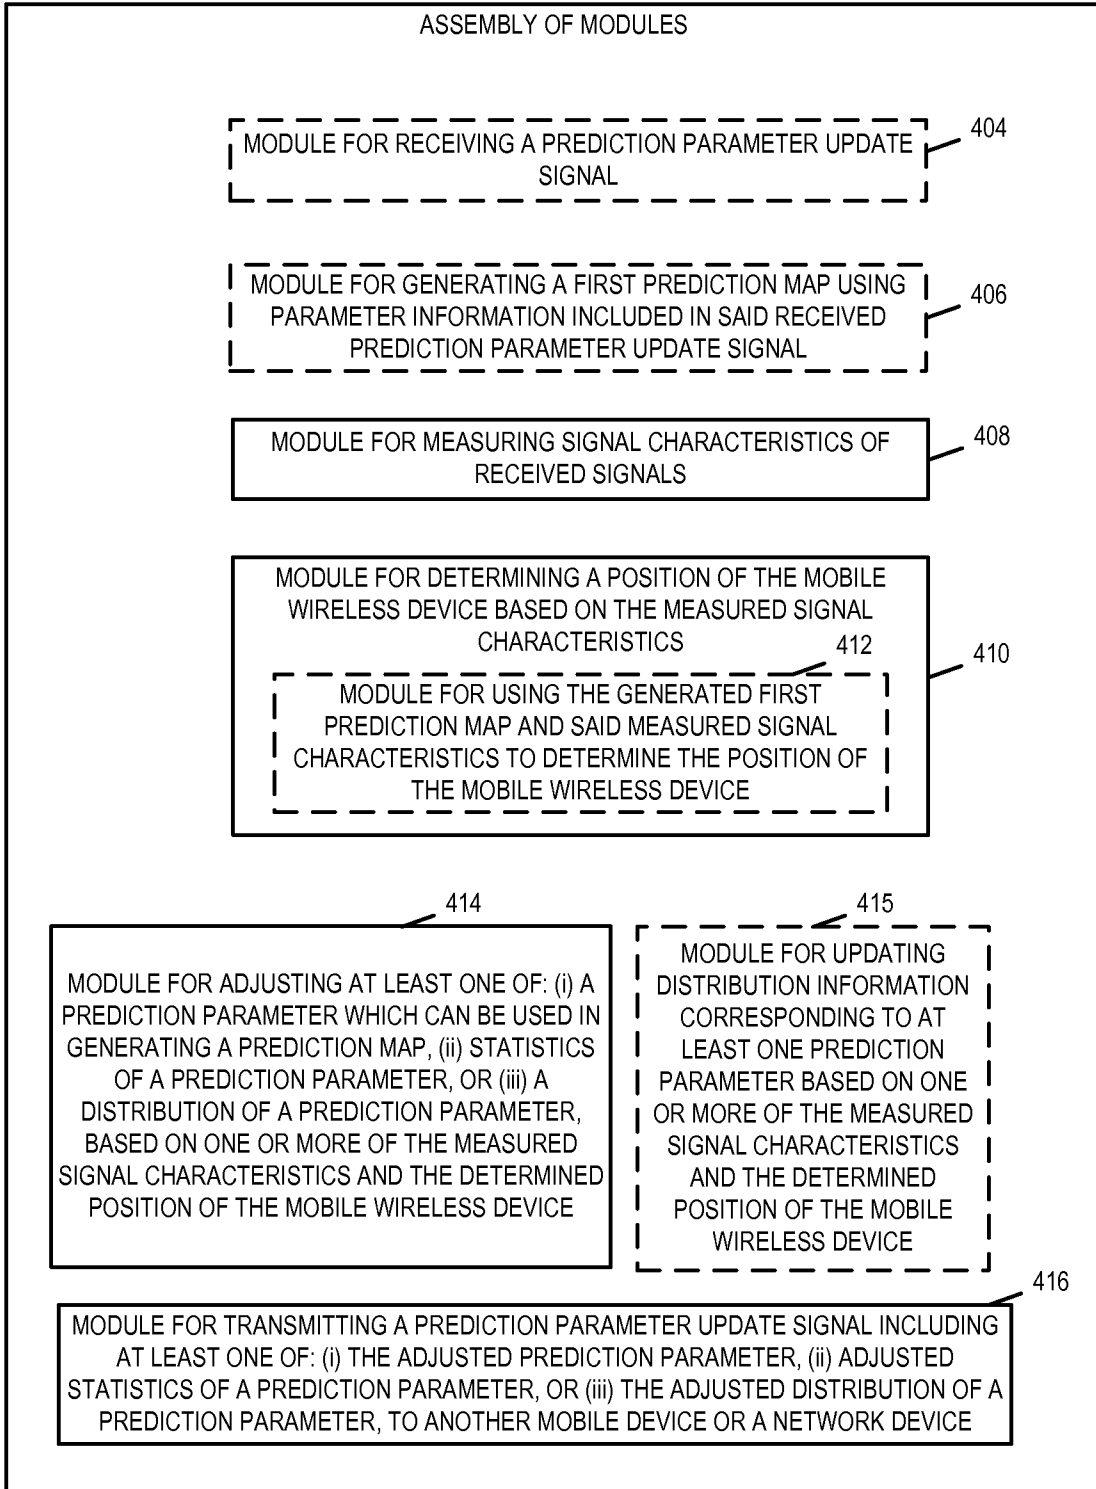 ASSEMBLY OF MODULES
MODULE FOR RECEIVING A PREDICTION PARAMETER UPDATE
SIGNAL
404
MODULE FOR GENERATING A FIRST PREDICTION MAP USING
PARAMETER INFORMATION INCLUDED IN SAID RECEIVED
PREDICTION PARAMETER UPDATE SIGNAL
406
MODULE FOR MEASURING SIGNAL CHARACTERISTICS OF
RECEIVED SIGNALS
408
MODULE FOR DETERMINING A POSITION OF THE MOBILE
WIRELESS DEVICE BASED ON THE MEASURED SIGNAL
CHARACTERISTICS
410
412
MODULE FOR USING THE GENERATED FIRST
PREDICTION MAP AND SAID MEASURED SIGNAL
CHARACTERISTICS TO DETERMINE THE POSITION OF
THE MOBILE WIRELESS DEVICE
414
MODULE FOR ADJUSTING AT LEAST ONE OF: (i) A
PREDICTION PARAMETER WHICH CAN BE USED IN
GENERATING A PREDICTION MAP, (ii) STATISTICS
OF A PREDICTION PARAMETER, OR (iii) A
DISTRIBUTION OF A PREDICTION PARAMETER,
BASED ON ONE OR MORE OF THE MEASURED
SIGNAL CHARACTERISTICS AND THE DETERMINED
POSITION OF THE MOBILE WIRELESS DEVICE
415
MODULE FOR UPDATING
DISTRIBUTION INFORMATION
CORRESPONDING TO AT
LEAST ONE PREDICTION
PARAMETER BASED ON ONE
OR MORE OF THE MEASURED
SIGNAL CHARACTERISTICS
AND THE DETERMINED
POSITION OF THE MOBILE
WIRELESS DEVICE
416
MODULE FOR TRANSMITTING A PREDICTION PARAMETER UPDATE SIGNAL INCLUDING
AT LEAST ONE OF: (i) THE ADJUSTED PREDICTION PARAMETER, (ii) ADJUSTED
STATISTICS OF A PREDICTION PARAMETER, OR (iii) THE ADJUSTED DISTRIBUTION OF A
PREDICTION PARAMETER, TO ANOTHER MOBILE DEVICE OR A NETWORK DEVICE